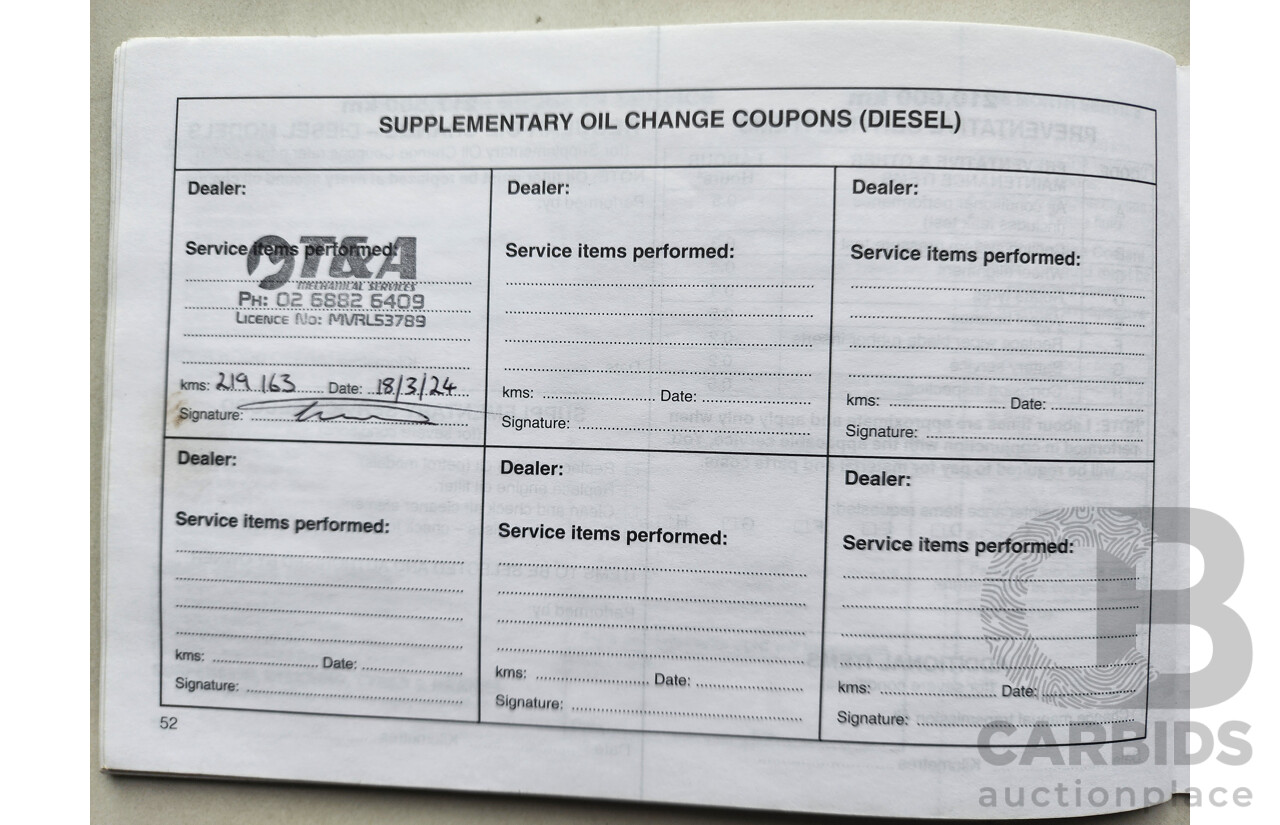 SUPPLEMENTARY OIL CHANGE COUPONS (DIESEL)
Dealer:
Service items performed:
T&A
MECHANICAL SERVICES
PH: 02 6882 6409
LICENCE No: MVRL53789
kms: 219 163 Date: 18/3/24
Signature:
Dealer:
Service items performed:
kms: Date:
Signature:
Dealer:
Service items performed:
kms: Date:
Signature:
Dealer:
Service items performed:
kms: Date:
Signature:
Dealer:
Service items performed:
kms: Date:
Signature:
Dealer:
Service items performed:
kms: Date:
Signature:
52
CARBIDS
auctionplace